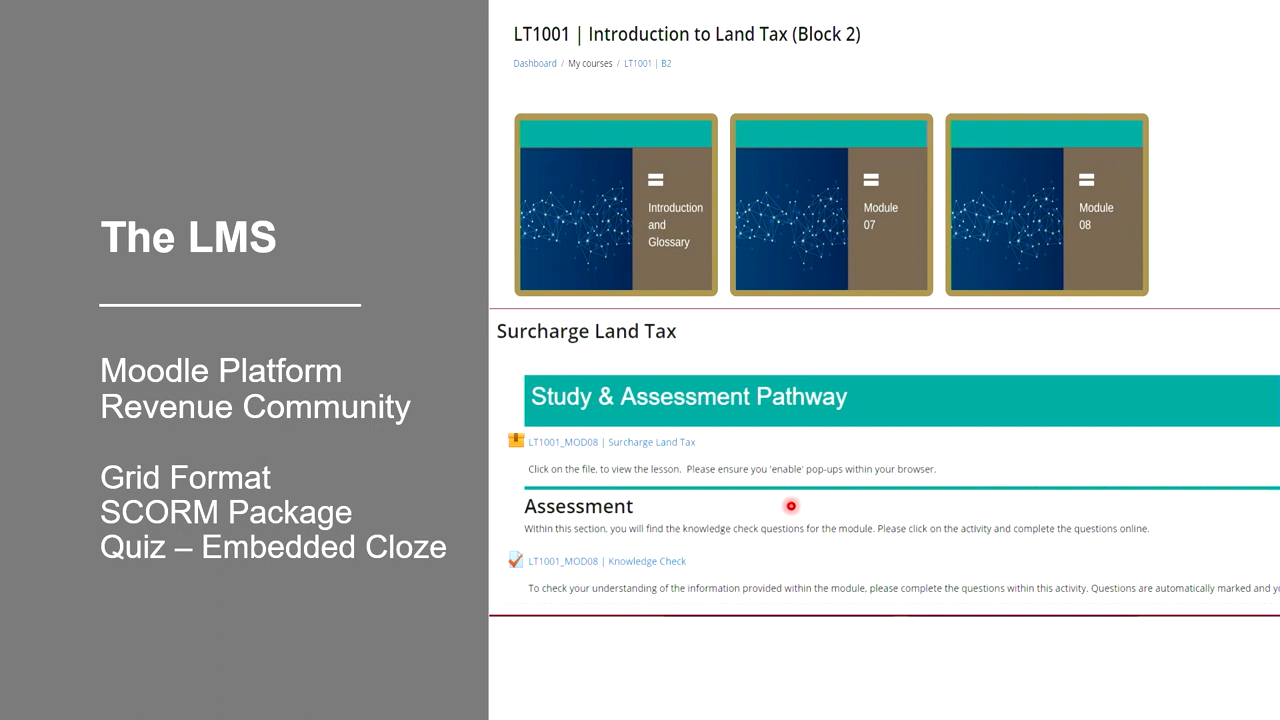 The LMS
Moodle Platform
Revenue Community
Grid Format
SCORM Package
Quiz – Embedded Cloze
LT1001 | Introduction to Land Tax (Block 2)
Dashboard / My courses / LT1001 | B2
Introduction
and
Glossary
Module
07
Module
08
Surcharge Land Tax
Study & Assessment Pathway
LT1001_MOD08 | Surcharge Land Tax
Click on the file, to view the lesson. Please ensure you 'enable' pop-ups within your browser.
Assessment
Within this section, you will find the knowledge check questions for the module. Please click on the activity and complete the questions online.
LT1001_MOD08 | Knowledge Check
To check your understanding of the information provided within the module, please complete the questions within this activity. Questions are automatically marked and